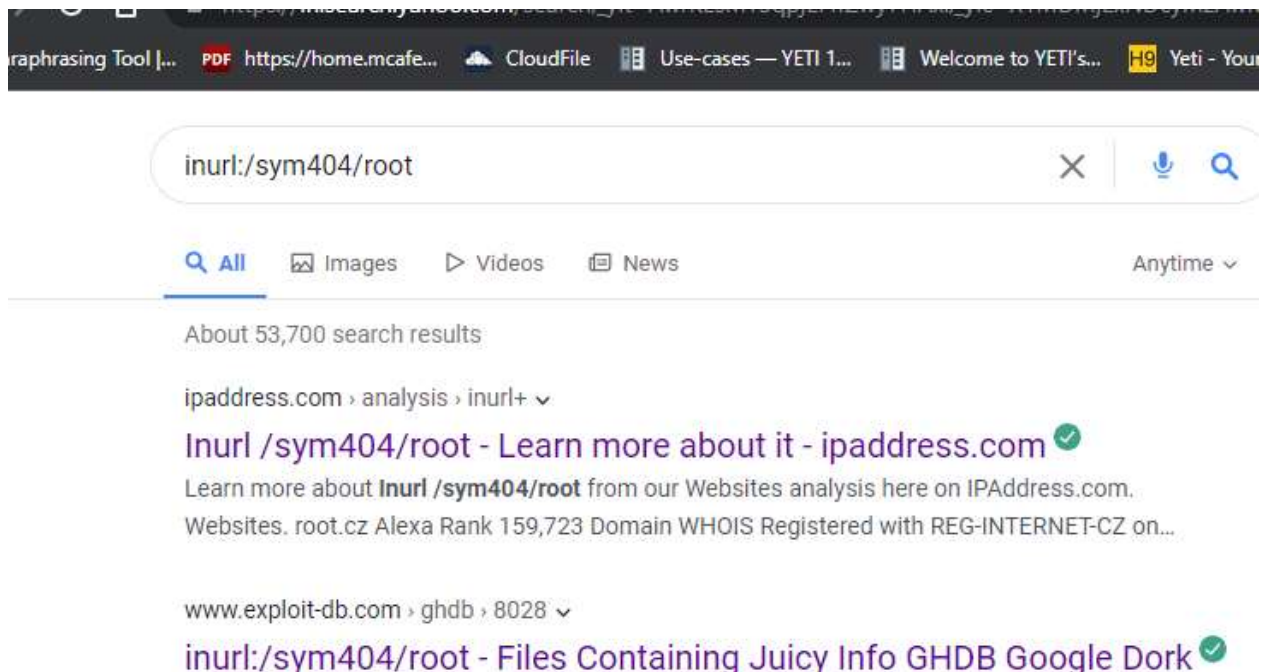 raphrasing Tool |... PDF https://home.mcafe... CloudFile Use-cases — YETI 1... Welcome to YETI's... H9 Yeti - Your
inurl:/sym404/root
All Images Videos News Anytime
About 53,700 search results
ipaddress.com › analysis › inurl+
Inurl /sym404/root - Learn more about it - ipaddress.com
Learn more about Inurl /sym404/root from our Websites analysis here on IPAddress.com.
Websites. root.cz Alexa Rank 159,723 Domain WHOIS Registered with REG-INTERNET-CZ on...
www.exploit-db.com › ghdb › 8028
inurl:/sym404/root - Files Containing Juicy Info GHDB Google Dork